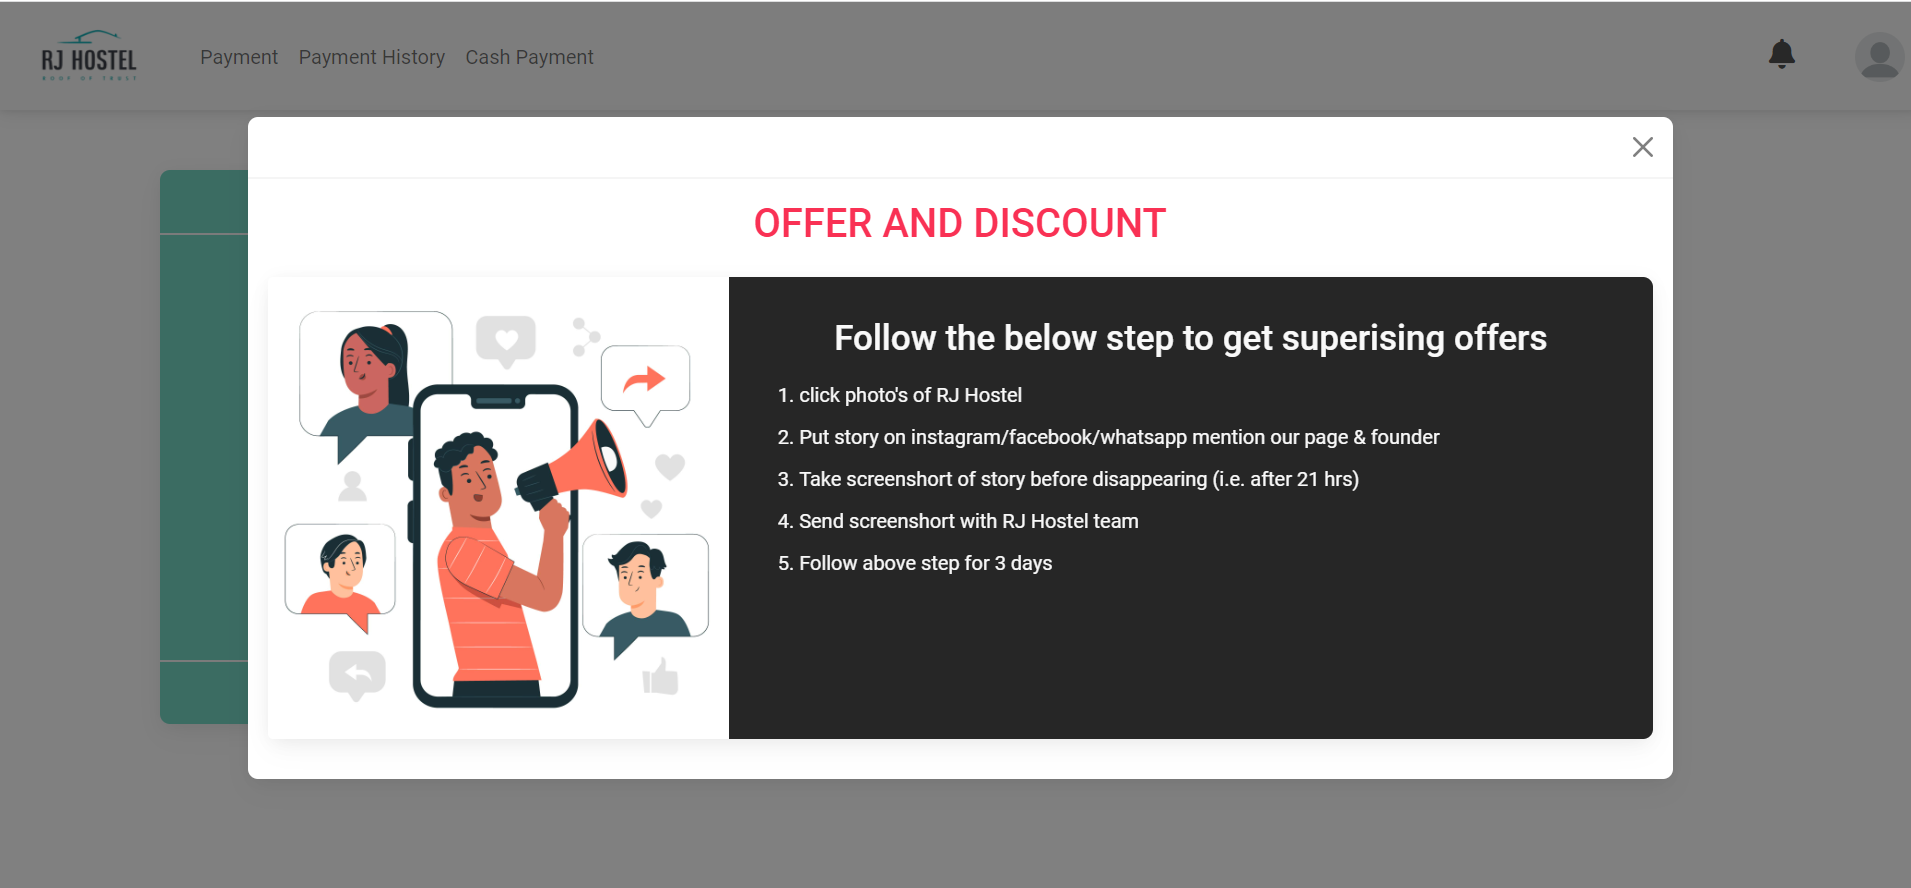 RJ HOSTEL
ROOF OF TRUST
Payment Payment History Cash Payment
OFFER AND DISCOUNT
Follow the below step to get superising offers
1. click photo's of RJ Hostel
2. Put story on instagram/facebook/whatsapp mention our page & founder
3. Take screenshort of story before disappearing (i.e. after 21 hrs)
4. Send screenshort with RJ Hostel team
5. Follow above step for 3 days